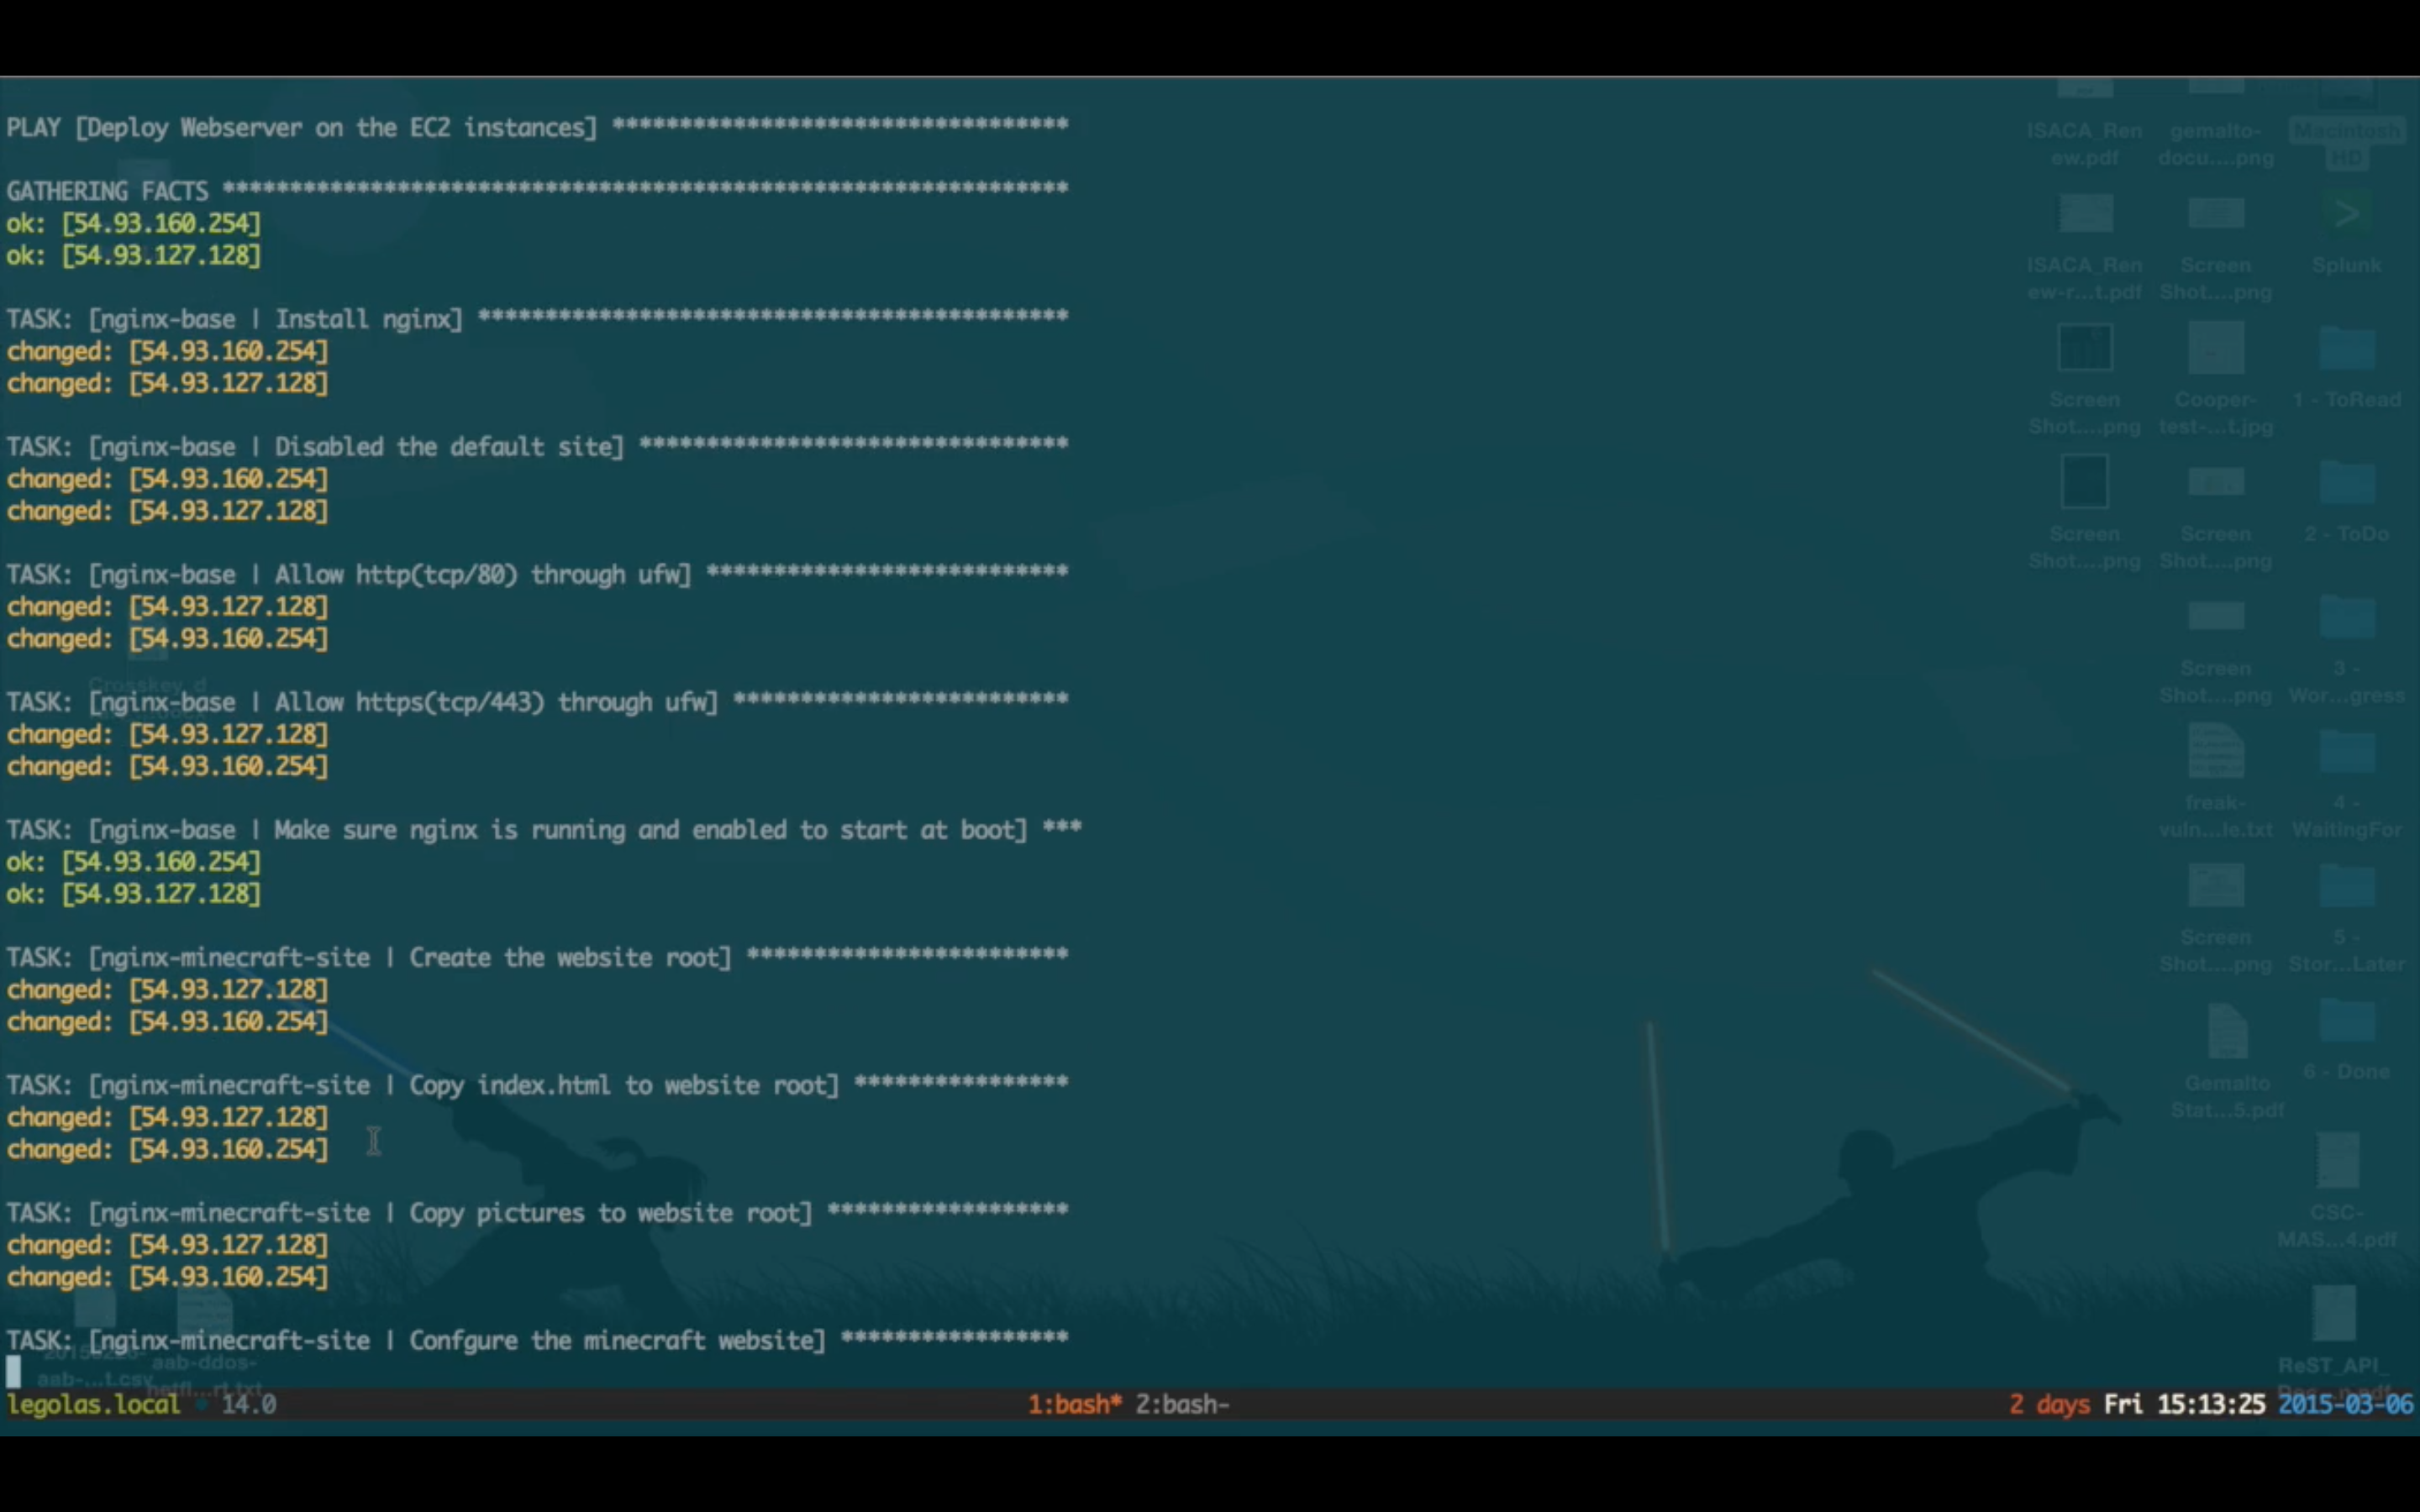 PLAY [Deploy Webserver on the EC2 instances] **********************************
GATHERING FACTS ***************************************************************
ok: [54.93.160.254]
ok: [54.93.127.128]
TASK: [nginx-base | Install nginx] ********************************************
changed: [54.93.160.254]
changed: [54.93.127.128]
TASK: [nginx-base | Disabled the default site] ********************************
changed: [54.93.160.254]
changed: [54.93.127.128]
TASK: [nginx-base | Allow http(tcp/80) through ufw] ***************************
changed: [54.93.127.128]
changed: [54.93.160.254]
TASK: [nginx-base | Allow https(tcp/443) through ufw] *************************
changed: [54.93.127.128]
changed: [54.93.160.254]
TASK: [nginx-base | Make sure nginx is running and enabled to start at boot] ***
ok: [54.93.160.254]
ok: [54.93.127.128]
TASK: [nginx-minecraft-site | Create the website root] ************************
changed: [54.93.127.128]
changed: [54.93.160.254]
TASK: [nginx-minecraft-site | Copy index.html to website root] ****************
changed: [54.93.127.128]
changed: [54.93.160.254]
TASK: [nginx-minecraft-site | Copy pictures to website root] ******************
changed: [54.93.127.128]
changed: [54.93.160.254]
TASK: [nginx-minecraft-site | Confgure the minecraft website] *****************
legolas.local 14.0 1:bash* 2:bash- 2 days Fri 15:13:25 2015-03-06
ISACA_Ren
ew.pdf
gemalto-
docu....png
Macintosh
HD
ISACA_Ren
ew-r...t.pdf
Screen
Shot....png
Splunk
Screen
Shot....png
Cooper-
test-...t.jpg
1 - ToRead
Screen
Shot....png
Screen
Shot....png
2 - ToDo
Screen
Shot....png
3 -
Wor...gress
freak-
vuln...le.txt
4 -
WaitingFor
Screen
Shot....png
5 -
Stor...Later
Gemalto
Stat...5.pdf
6 - Done
CSC-
MAS...4.pdf
ReST_API_
Crosskey_d
aab-...t.csv
aab-ddos-